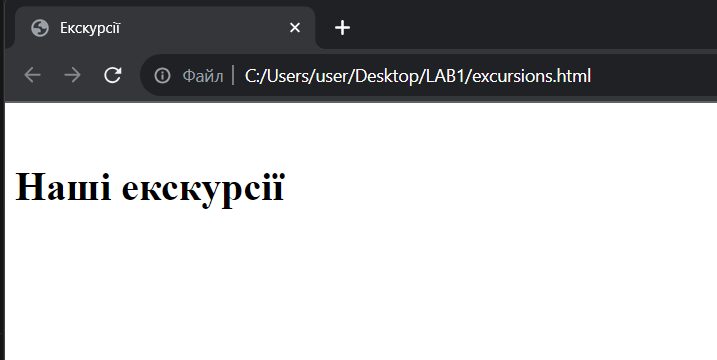 Екскурсії
Файл C:/Users/user/Desktop/LAB1/excursions.html
Наші екскурсії